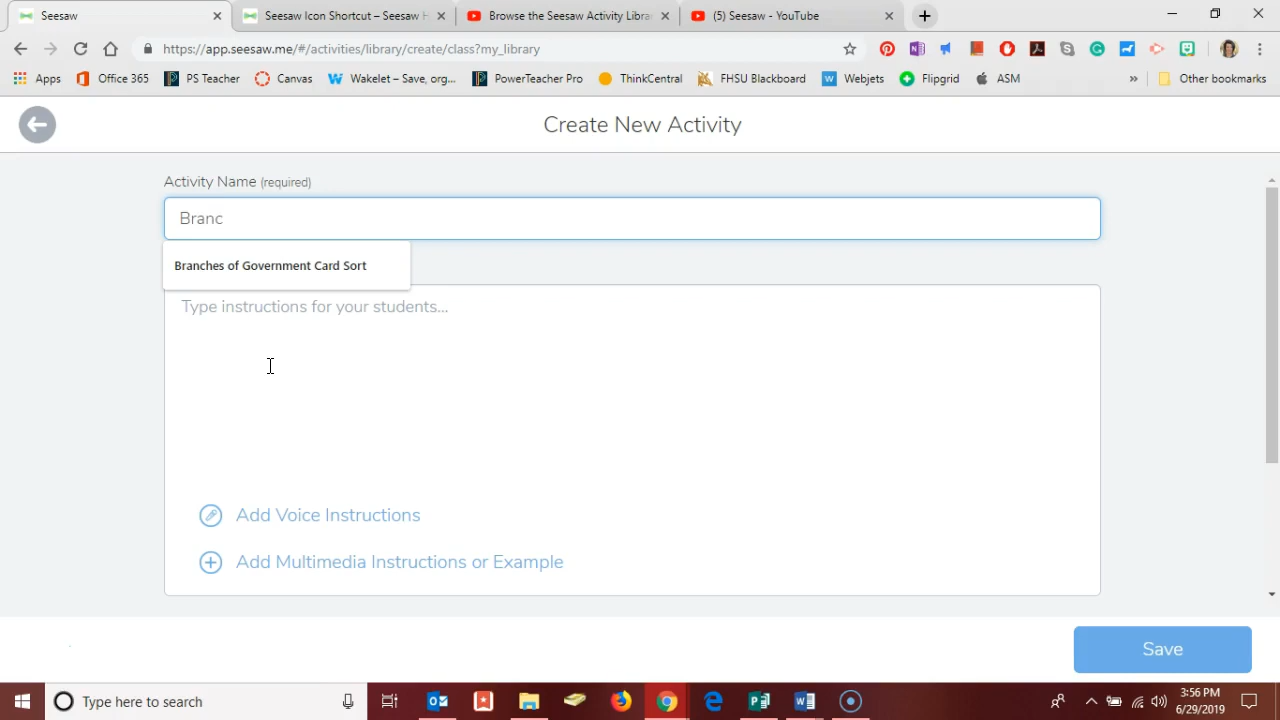 Seesaw
Seesaw Icon Shortcut – Seesaw H
Browse the Seesaw Activity Libra
(5) Seesaw - YouTube
https://app.seesaw.me/#/activities/library/create/class?my_library
Apps
Office 365
PS Teacher
Canvas
Wakelet – Save, org...
PowerTeacher Pro
ThinkCentral
FHSU Blackboard
Webjets
Flipgrid
ASM
»
Other bookmarks
Create New Activity
Activity Name (required)
Branc
Branches of Government Card Sort
Type instructions for your students...
Add Voice Instructions
Add Multimedia Instructions or Example
Save
Type here to search
3:56 PM
6/29/2019